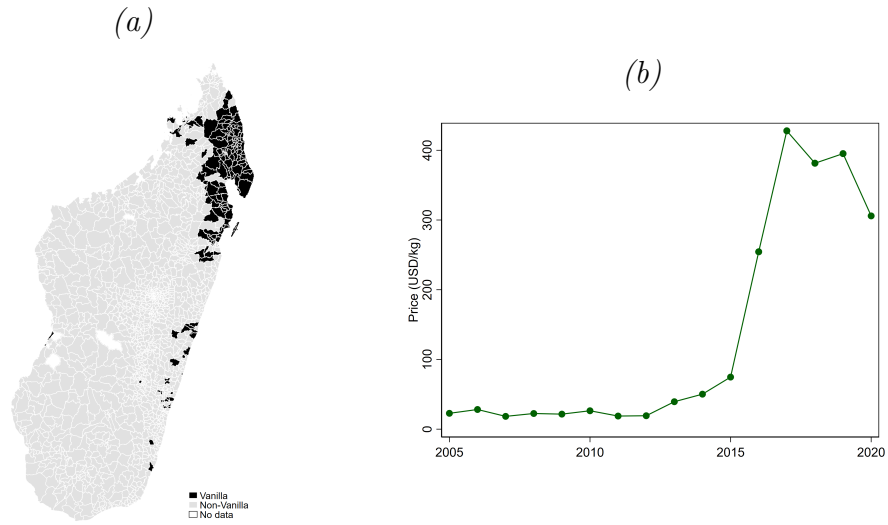 (a)
Vanilla
Non-Vanilla
No data
(b)
Price (USD/kg)
400
300
200
100
0
2005 2010 2015 2020